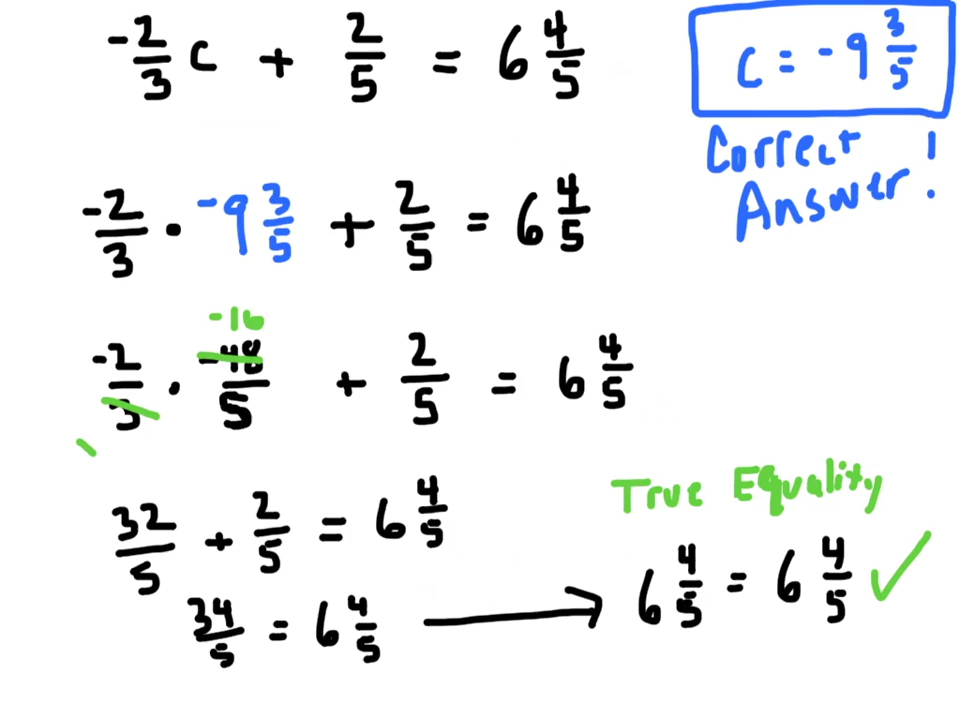 -2/3 c + 2/5 = 6 4/5
c = -9 3/5
Correct
Answer!
-2/3 · -9 3/5 + 2/5 = 6 4/5
-16
-2/3 · -48/5 + 2/5 = 6 4/5
1
32/5 + 2/5 = 6 4/5
True Equality
34/5 = 6 4/5 → 6 4/5 = 6 4/5 ✓